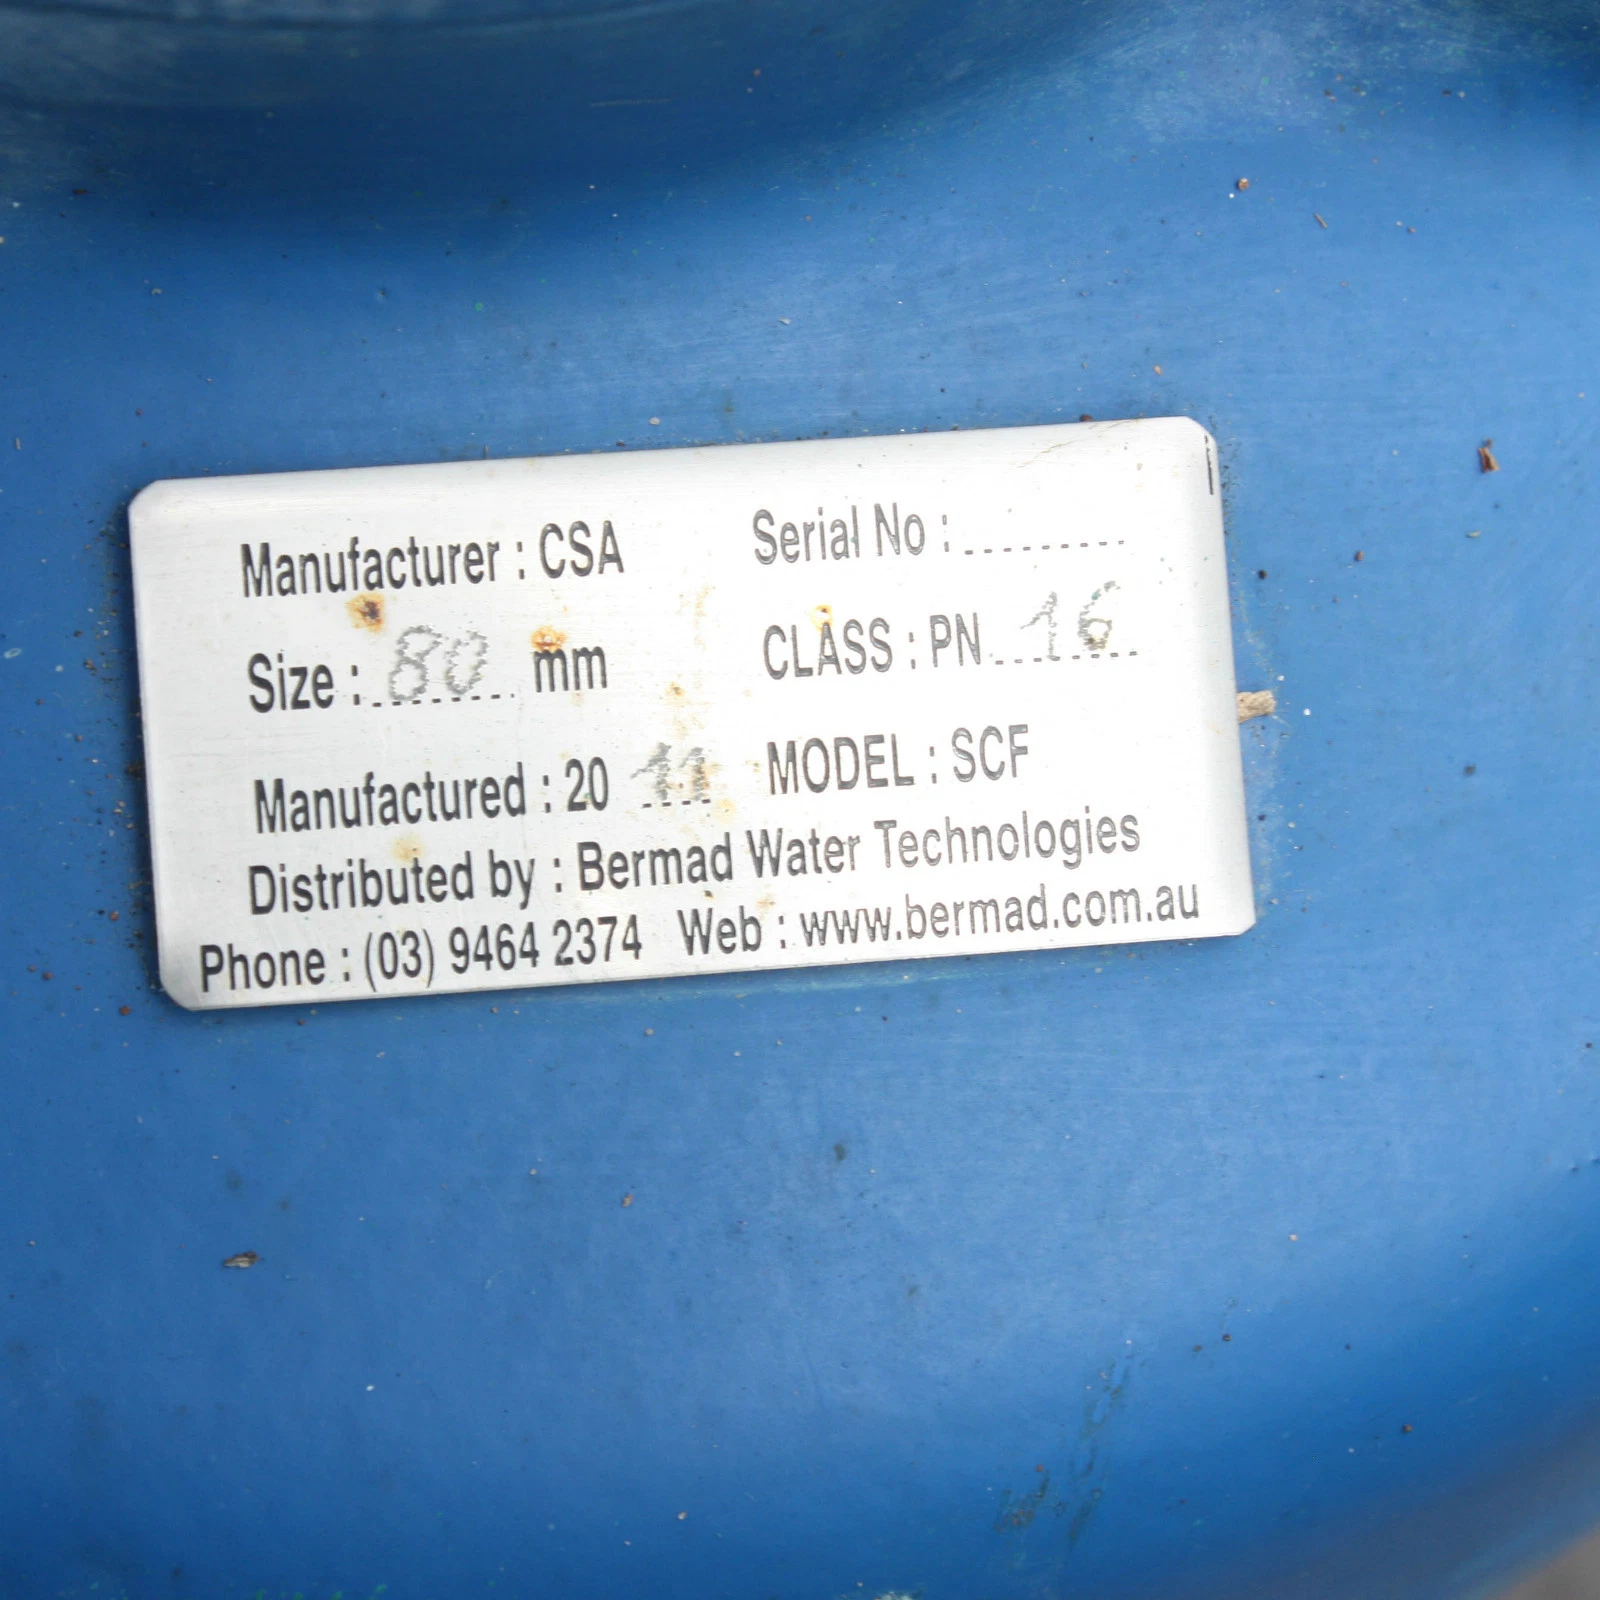 Manufacturer : CSA Serial No : .........
Size : 80 mm CLASS : PN 16
Manufactured : 20 11 MODEL : SCF
Distributed by : Bermad Water Technologies
Phone : (03) 9464 2374 Web : www.bermad.com.au